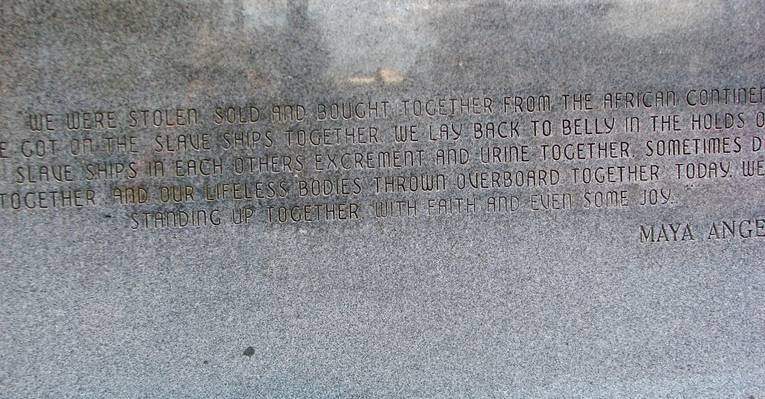 WE WERE STOLEN, SOLD AND BOUGHT TOGETHER FROM THE AFRICAN CONTINEN
E GOT ON THE SLAVE SHIPS TOGETHER. WE LAY BACK TO BELLY IN THE HOLDS O
SLAVE SHIPS IN EACH OTHERS EXCREMENT AND URINE TOGETHER, SOMETIMES D
TOGETHER, AND OUR LIFELESS BODIES THROWN OVERBOARD TOGETHER. TODAY, WE
STANDING UP TOGETHER, WITH FAITH AND EVEN SOME JOY.
MAYA ANGE